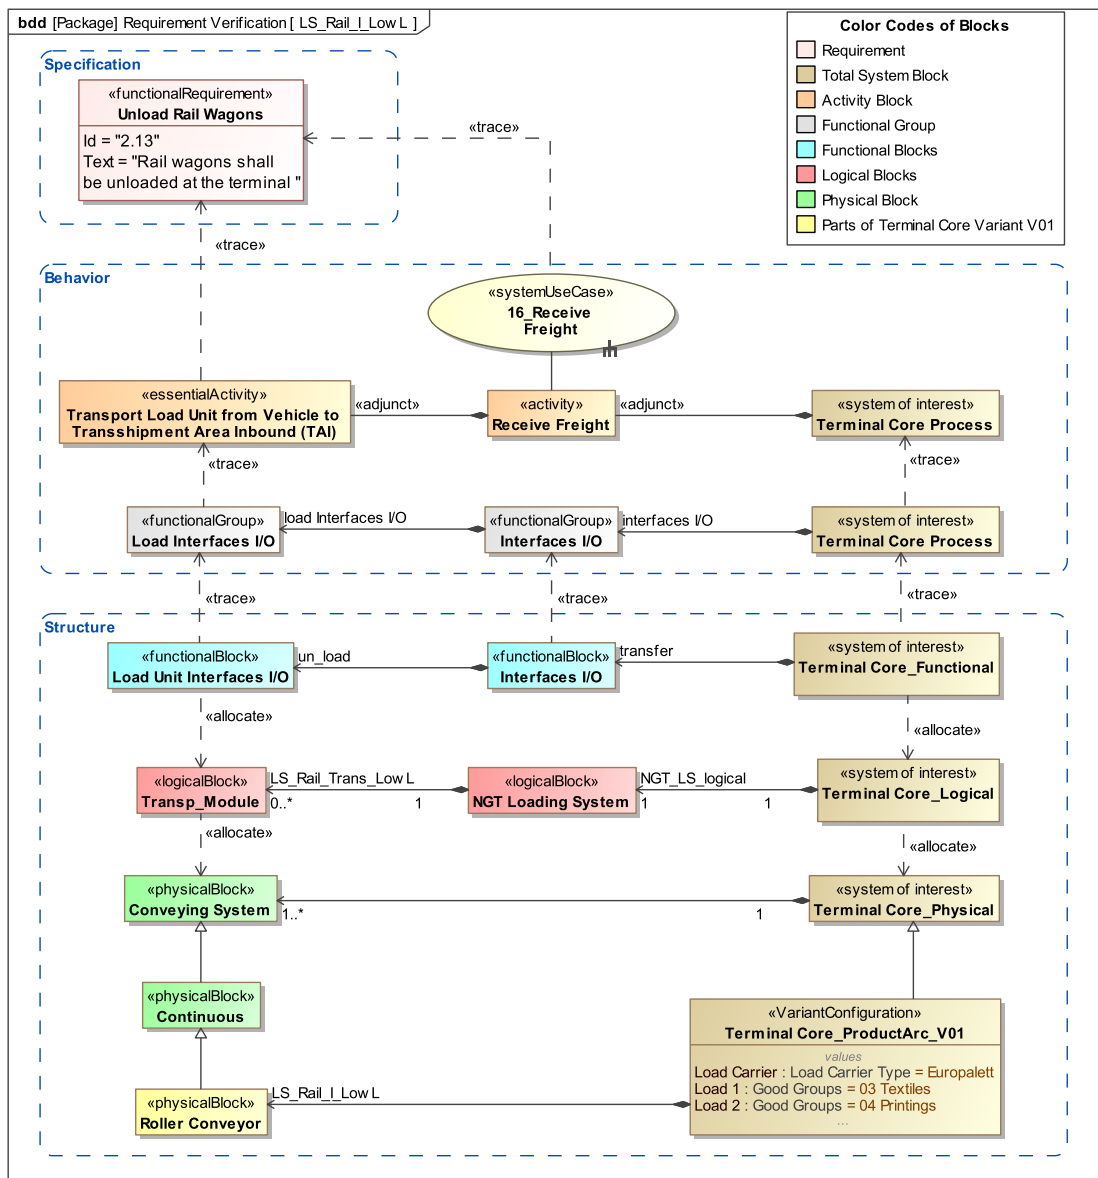 bdd [Package] Requirement Verification [ LS_Rail_I_Low L ]
Color Codes of Blocks
Requirement
Total System Block
Activity Block
Functional Group
Functional Blocks
Logical Blocks
Physical Block
Parts of Terminal Core Variant V01
Specification
«functionalRequirement»
Unload Rail Wagons
Id = "2.13"
Text = "Rail wagons shall
be unloaded at the terminal "
«trace»
«trace»
Behavior
«systemUseCase»
16_Receive
Freight
«essentialActivity»
Transport Load Unit from Vehicle to
Transshipment Area Inbound (TAI)
«adjunct»
«activity»
Receive Freight
«adjunct»
«system of interest»
Terminal Core Process
«trace»
«trace»
«functionalGroup»
Load Interfaces I/O
load Interfaces I/O
«functionalGroup»
Interfaces I/O
interfaces I/O
«system of interest»
Terminal Core Process
«trace»
«trace»
«trace»
Structure
«functionalBlock»
Load Unit Interfaces I/O
un_load
«functionalBlock»
Interfaces I/O
transfer
«system of interest»
Terminal Core_Functional
«allocate»
«allocate»
«logicalBlock»
Transp_Module
LS_Rail_Trans_Low L
0..*
1
«logicalBlock»
NGT Loading System
NGT_LS_logical
1
1
«system of interest»
Terminal Core_Logical
«allocate»
«allocate»
«physicalBlock»
Conveying System
1..*
1
«system of interest»
Terminal Core_Physical
«physicalBlock»
Continuous
«VariantConfiguration»
Terminal Core_ProductArc_V01
values
Load Carrier : Load Carrier Type = Europalett
Load 1 : Good Groups = 03 Textiles
Load 2 : Good Groups = 04 Printings
...
LS_Rail_I_Low L
«physicalBlock»
Roller Conveyor